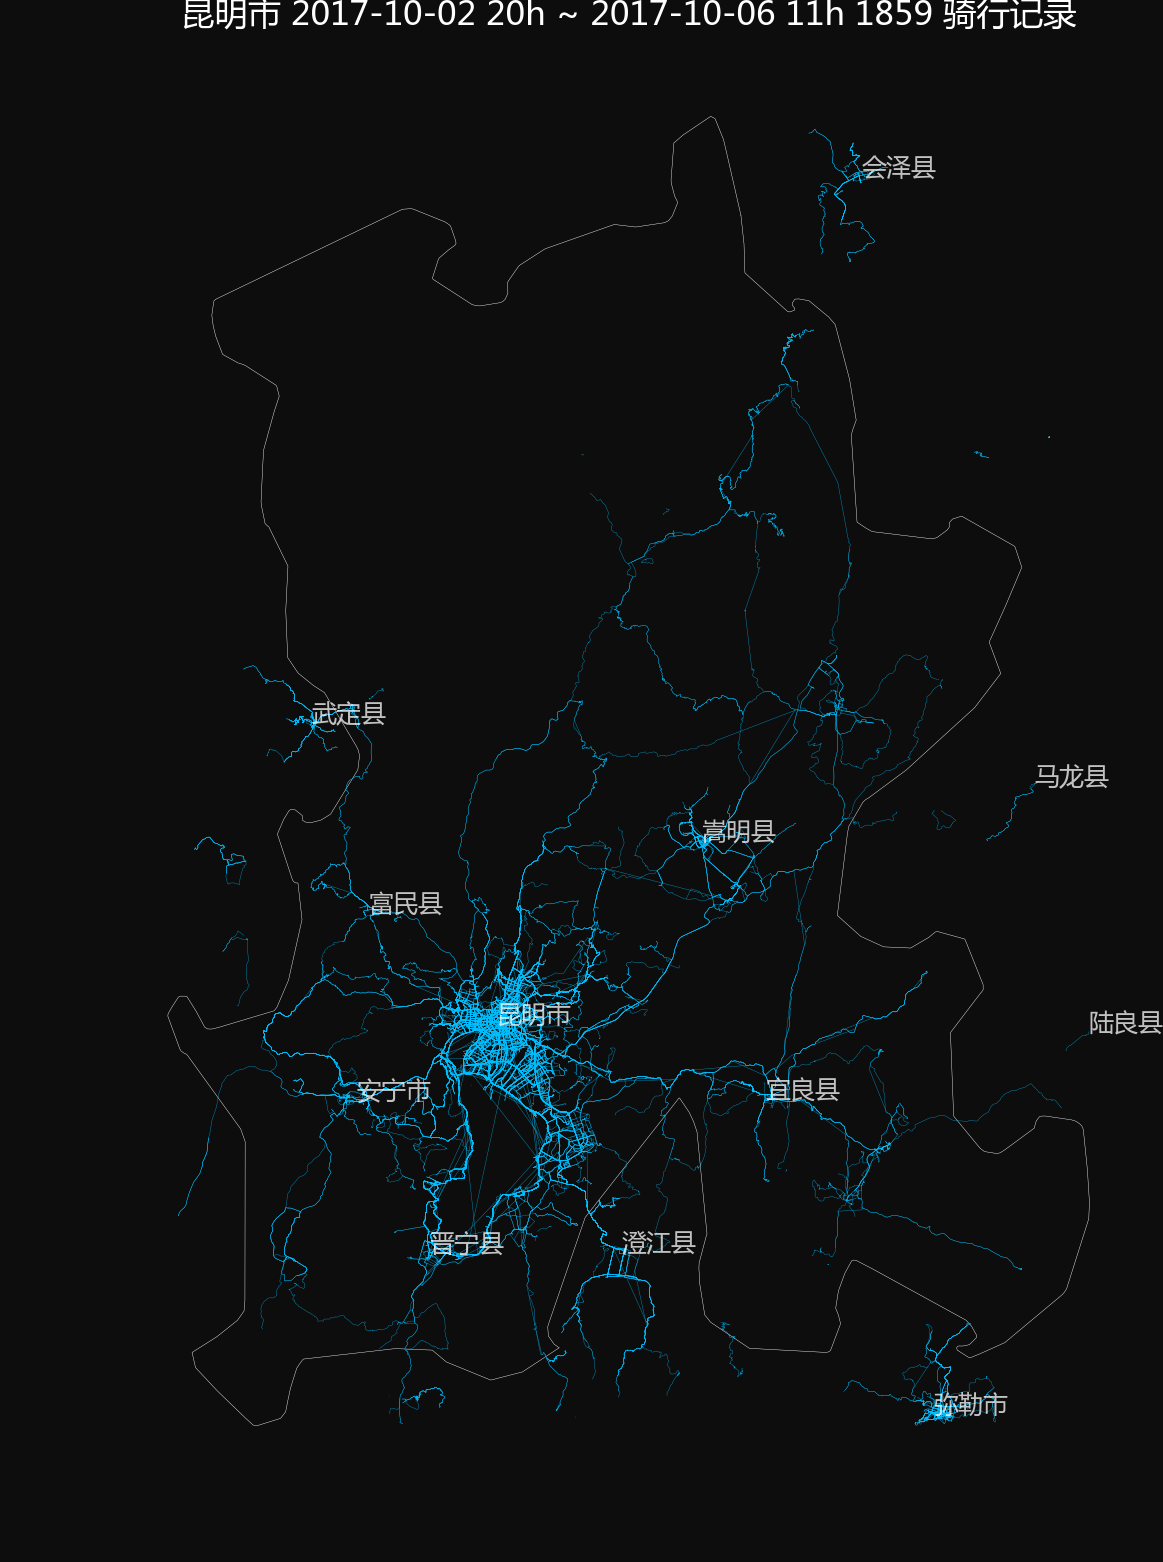 昆明市 2017-10-02 20h ~ 2017-10-06 11h 1859 骑行记录
会泽县
武定县
马龙县
嵩明县
富民县
昆明市
陆良县
安宁市
宜良县
晋宁县
澄江县
弥勒市